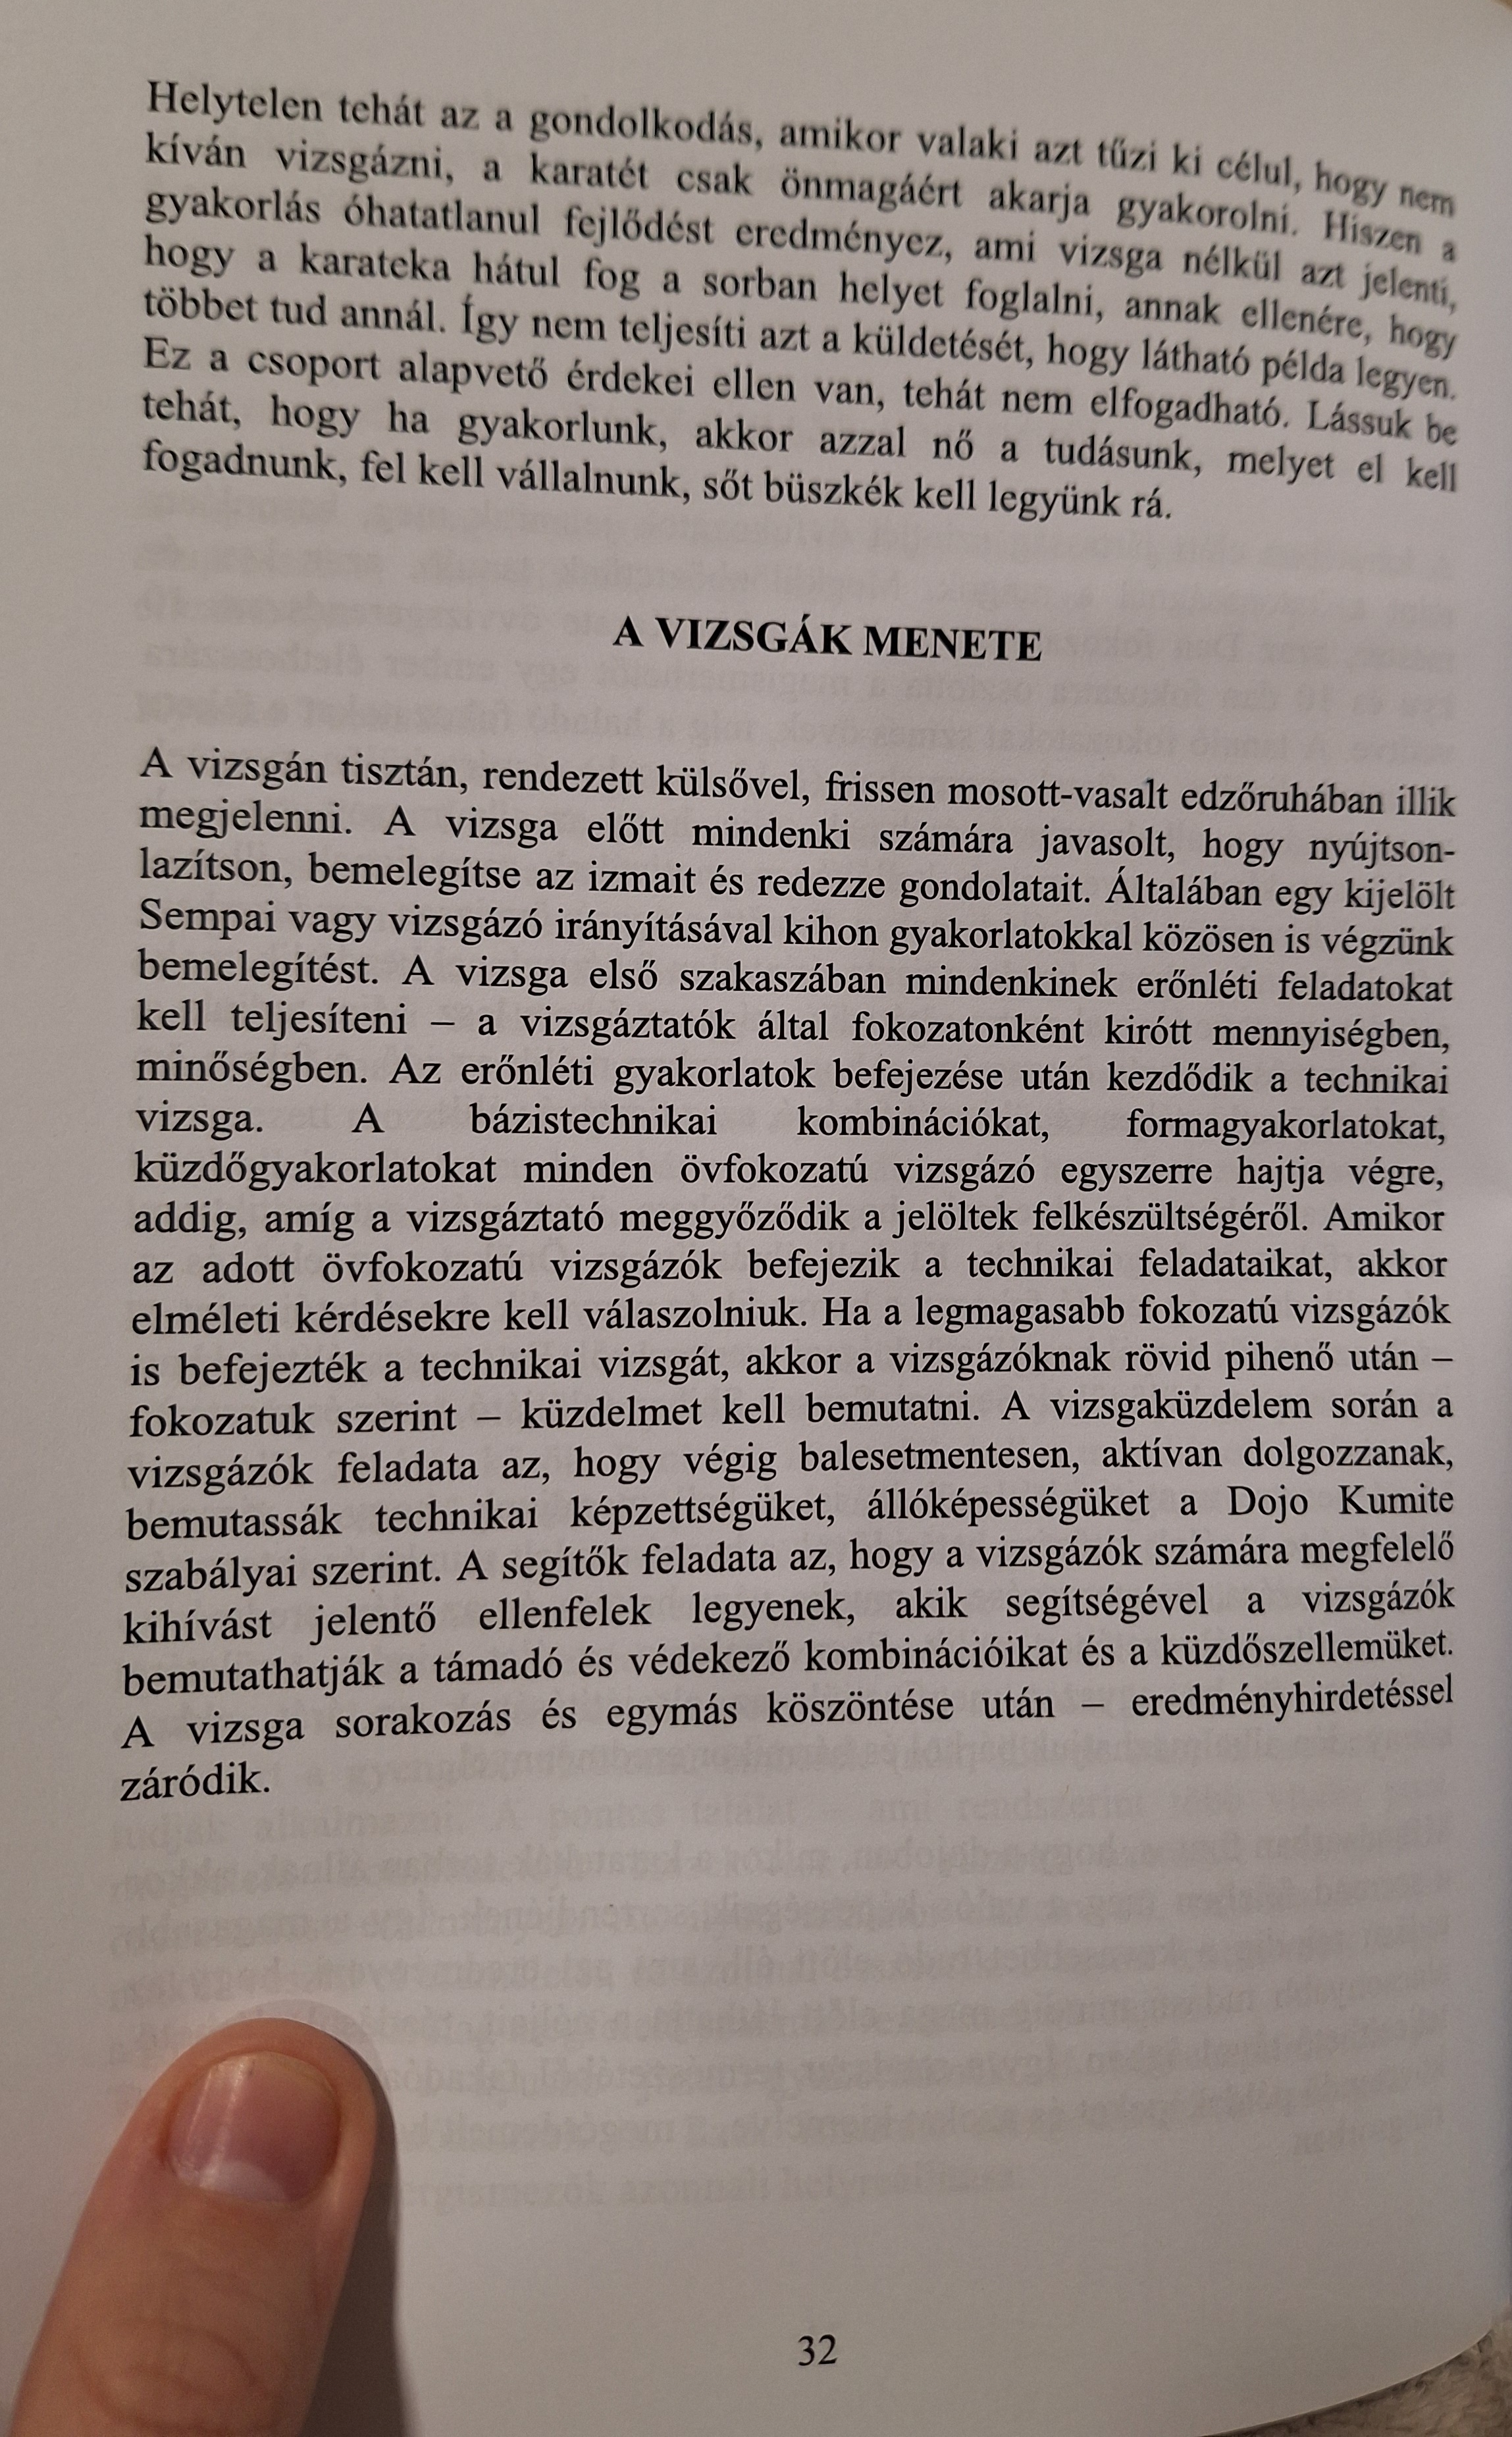 Helytelen tehát az a gondolkodás, amikor valaki azt tűzi ki célul, hogy nem
kíván vizsgázni, a karatét csak önmagáért akarja gyakorolni. Hiszen a
gyakorlás óhatatlanul fejlődést eredményez, ami vizsga nélkül azt jelenti,
hogy a karateka hátul fog a sorban helyet foglalni, annak ellenére, hogy
többet tud annál. Így nem teljesíti azt a küldetését, hogy látható példa legyen.
Ez a csoport alapvető érdekei ellen van, tehát nem elfogadható. Lássuk be
tehát, hogy ha gyakorlunk, akkor azzal nő a tudásunk, melyet el kell
fogadnunk, fel kell vállalnunk, sőt büszkék kell legyünk rá.
A VIZSGÁK MENETE
A vizsgán tisztán, rendezett külsővel, frissen mosott-vasalt edzőruhában illik
megjelenni. A vizsga előtt mindenki számára javasolt, hogy nyújtson-
lazítson, bemelegítse az izmait és redezze gondolatait. Általában egy kijelölt
Sempai vagy vizsgázó irányításával kihon gyakorlatokkal közösen is végzünk
bemelegítést. A vizsga első szakaszában mindenkinek erőnléti feladatokat
kell teljesíteni – a vizsgáztatók által fokozatonként kirótt mennyiségben,
minőségben. Az erőnléti gyakorlatok befejezése után kezdődik a technikai
vizsga. A bázistechnikai kombinációkat, formagyakorlatokat,
küzdőgyakorlatokat minden övfokozatú vizsgázó egyszerre hajtja végre,
addig, amíg a vizsgáztató meggyőződik a jelöltek felkészültségéről. Amikor
az adott övfokozatú vizsgázók befejezik a technikai feladataikat, akkor
elméleti kérdésekre kell válaszolniuk. Ha a legmagasabb fokozatú vizsgázók
is befejezték a technikai vizsgát, akkor a vizsgázóknak rövid pihenő után –
fokozatuk szerint – küzdelmet kell bemutatni. A vizsgaküzdelem során a
vizsgázók feladata az, hogy végig balesetmentesen, aktívan dolgozzanak,
bemutassák technikai képzettségüket, állóképességüket a Dojo Kumite
szabályai szerint. A segítők feladata az, hogy a vizsgázók számára megfelelő
kihívást jelentő ellenfelek legyenek, akik segítségével a vizsgázók
bemutathatják a támadó és védekező kombinációikat és a küzdőszellemüket.
A vizsga sorakozás és egymás köszöntése után – eredményhirdetéssel
záródik.
32